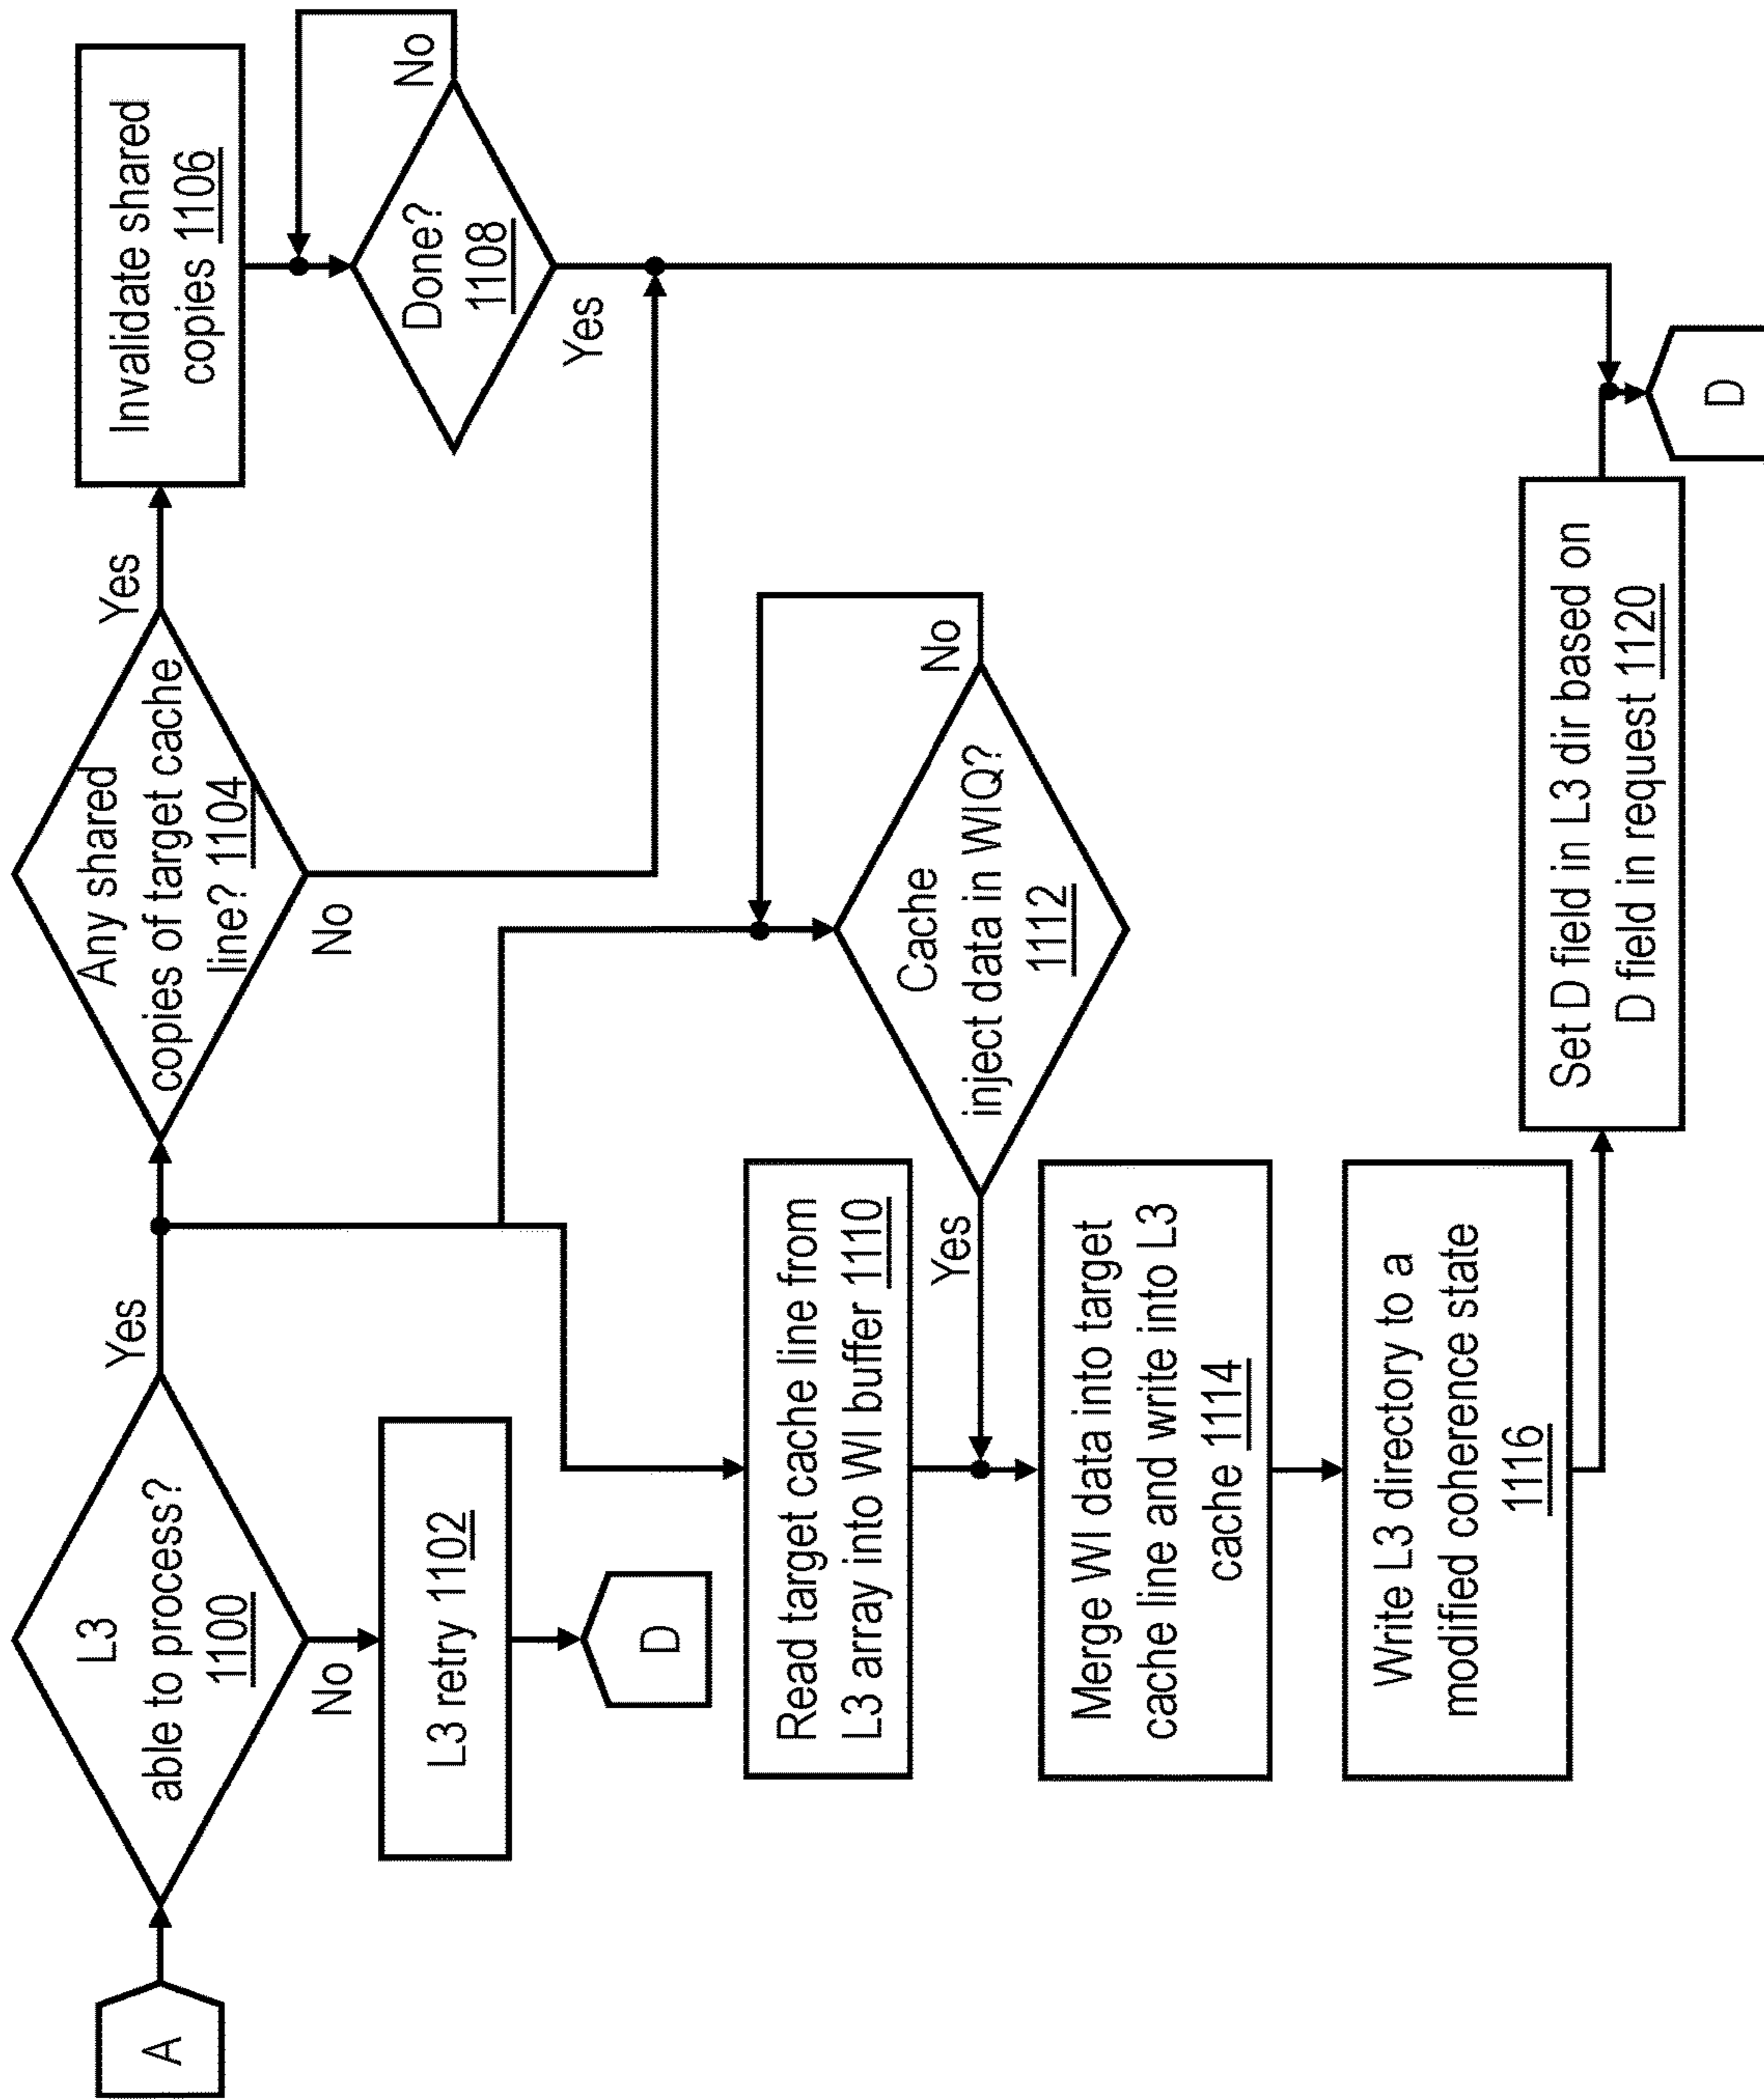 A
L3
able to process?
1100
Yes
No
L3 retry 1102
D
Any shared
copies of target cache
line? 1104
Yes
No
Invalidate shared
copies 1106
Done?
1108
No
Yes
Read target cache line from
L3 array into WI buffer 1110
Cache
inject data in WIQ?
1112
No
Yes
Merge WI data into target
cache line and write into L3
cache 1114
Write L3 directory to a
modified coherence state
1116
Set D field in L3 dir based on
D field in request 1120
D